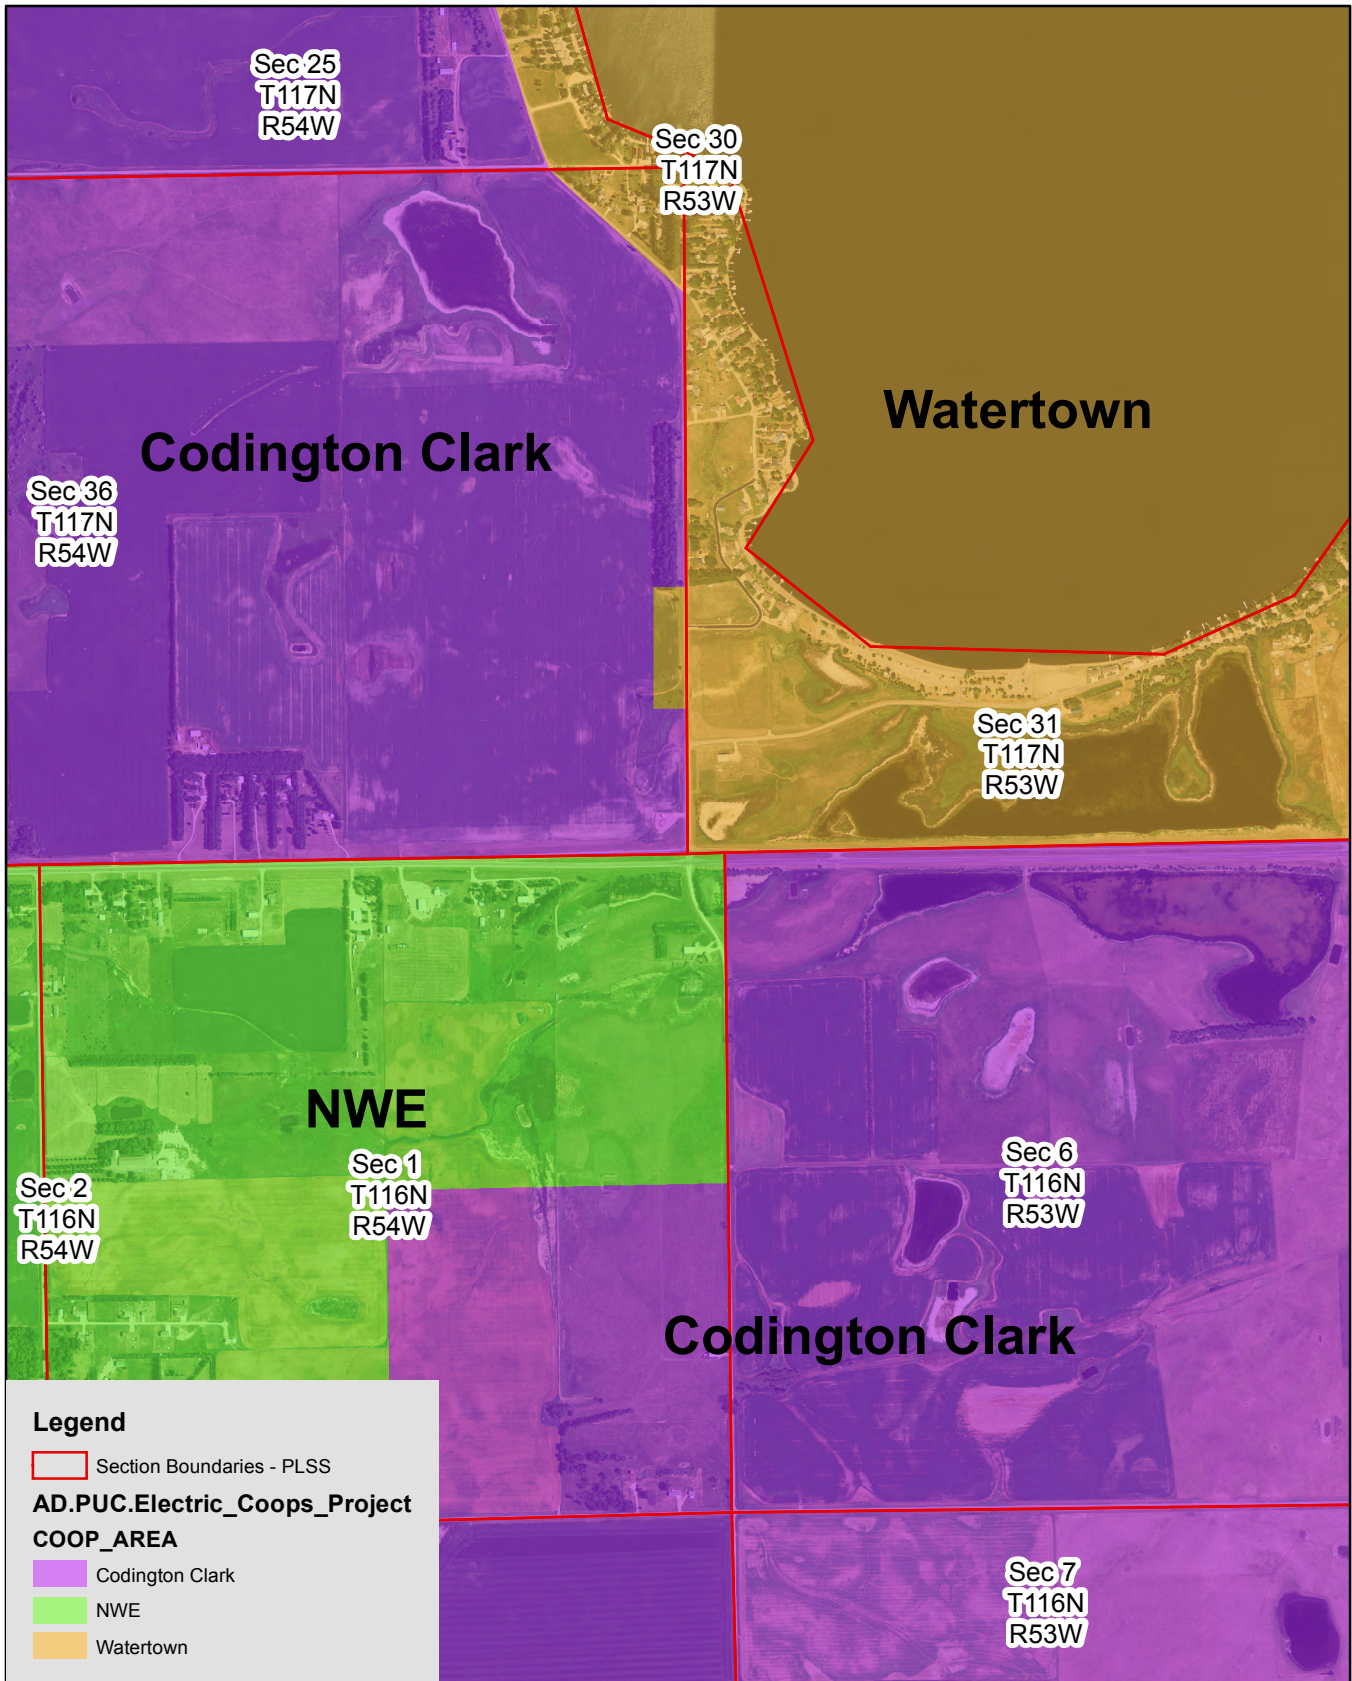 Sec 25
T117N
R54W
Sec 30
T117N
R53W
Watertown
Codington Clark
Sec 36
T117N
R54W
Sec 31
T117N
R53W
NWE
Sec 1
T116N
R54W
Sec 2
T116N
R54W
Sec 6
T116N
R53W
Codington Clark
Legend
Section Boundaries - PLSS
AD.PUC.Electric_Coops_Project
COOP_AREA
Codington Clark
NWE
Watertown
Sec 7
T116N
R53W